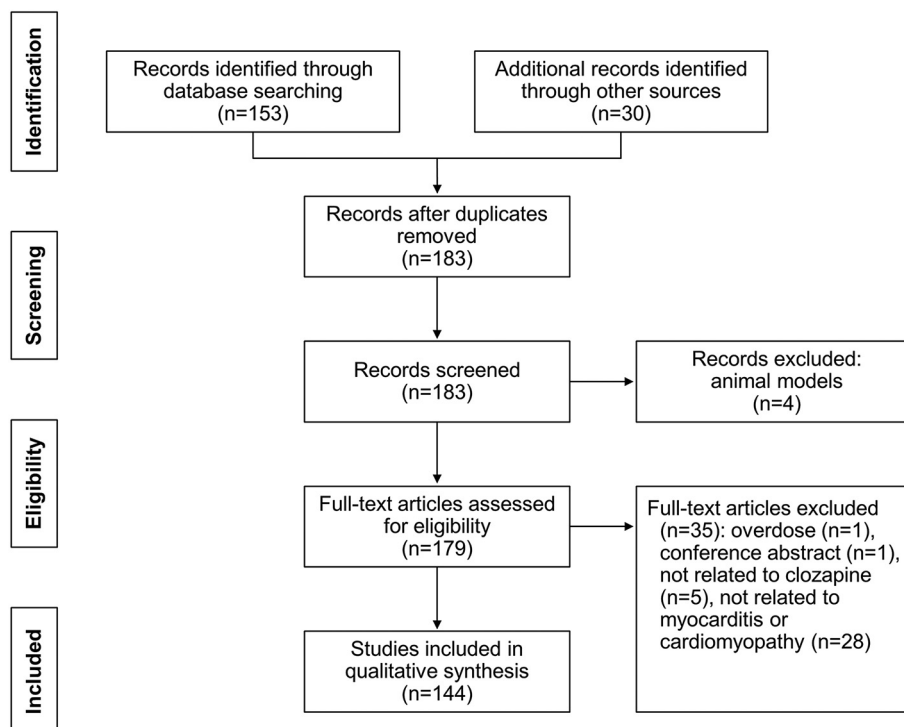 Identification
Records identified through
database searching
(n=153)
Additional records identified
through other sources
(n=30)
Records after duplicates
removed
(n=183)
Screening
Records screened
(n=183)
Records excluded:
animal models
(n=4)
Eligibility
Full-text articles assessed
for eligibility
(n=179)
Full-text articles excluded
(n=35): overdose (n=1),
conference abstract (n=1),
not related to clozapine
(n=5), not related to
myocarditis or
cardiomyopathy (n=28)
Included
Studies included in
qualitative synthesis
(n=144)